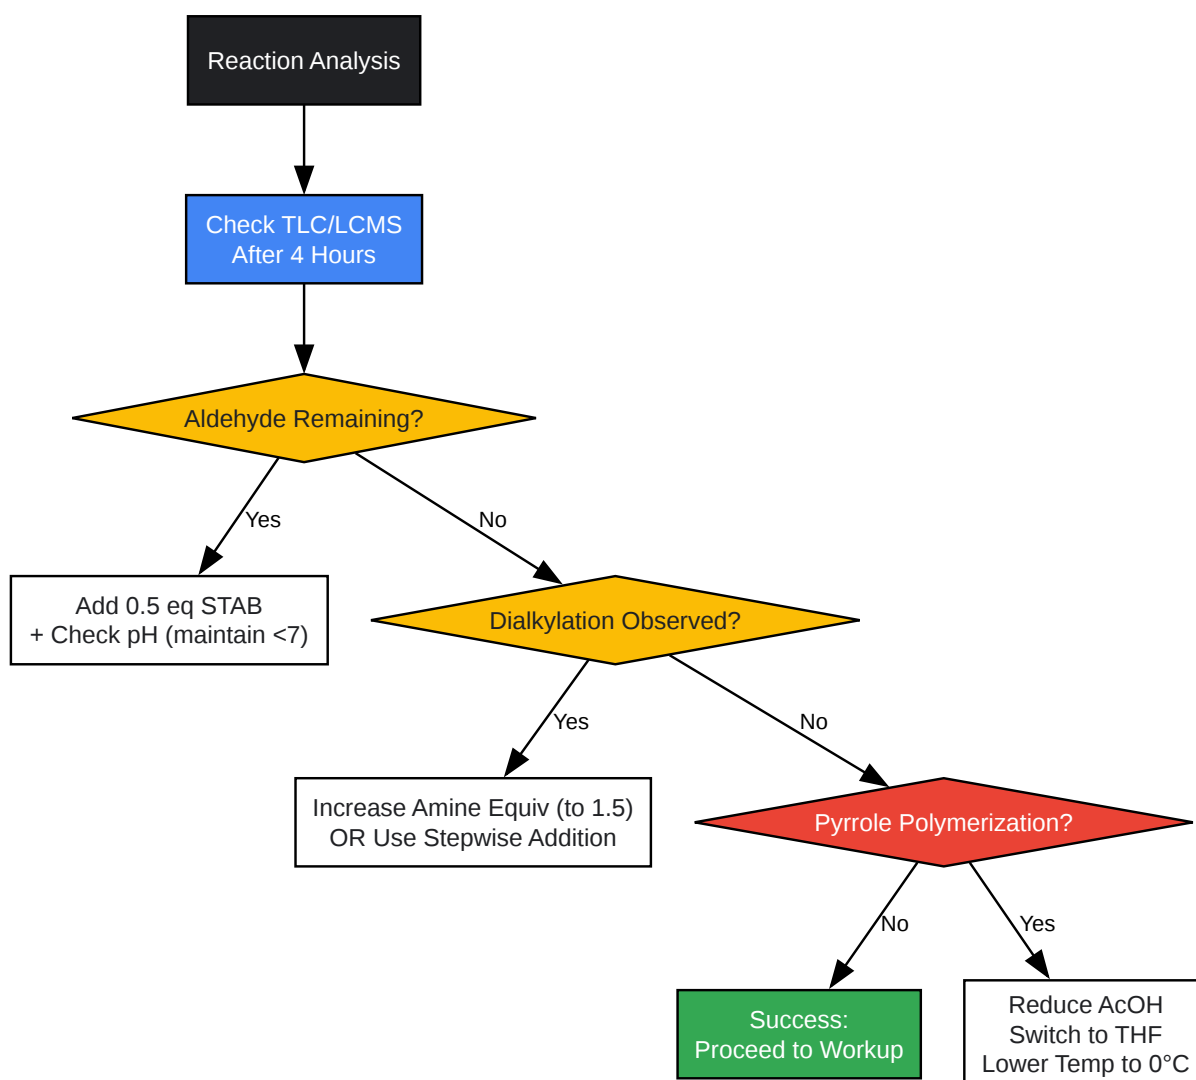 Reaction Analysis
Check TLC/LCMS
After 4 Hours
Aldehyde Remaining?
Yes
No
Add 0.5 eq STAB
+ Check pH (maintain <7)
Dialkylation Observed?
Yes
No
Increase Amine Equiv (to 1.5)
OR Use Stepwise Addition
Pyrrole Polymerization?
No
Yes
Success:
Proceed to Workup
Reduce AcOH
Switch to THF
Lower Temp to 0°C